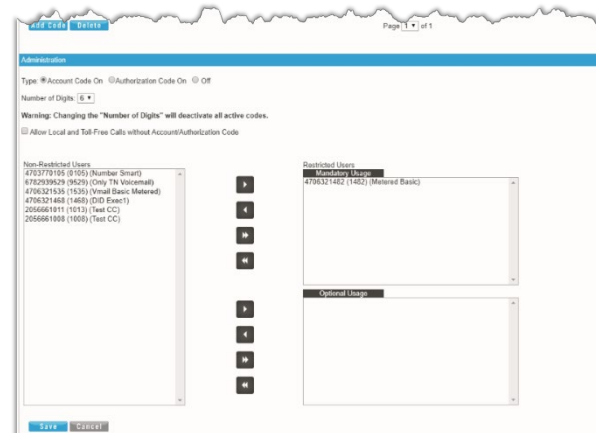 Add Code Delete Page 1 of 1
Administration
Type: Account Code On Authorization Code On Off
Number of Digits: 6
Warning: Changing the "Number of Digits" will deactivate all active codes.
Allow Local and Toll-Free Calls without Account/Authorization Code
Non-Restricted Users
4703770105 (0105) (Number Smart)
6782939529 (9529) (Only TN Voicemail)
4706321535 (1535) (Vmail Basic Metered)
4706321468 (1468) (DID Exec1)
2056661011 (1013) (Test CC)
2056661008 (1008) (Test CC)
Restricted Users
Mandatory Usage
4706321482 (1482) (Metered Basic)
Optional Usage
Save Cancel